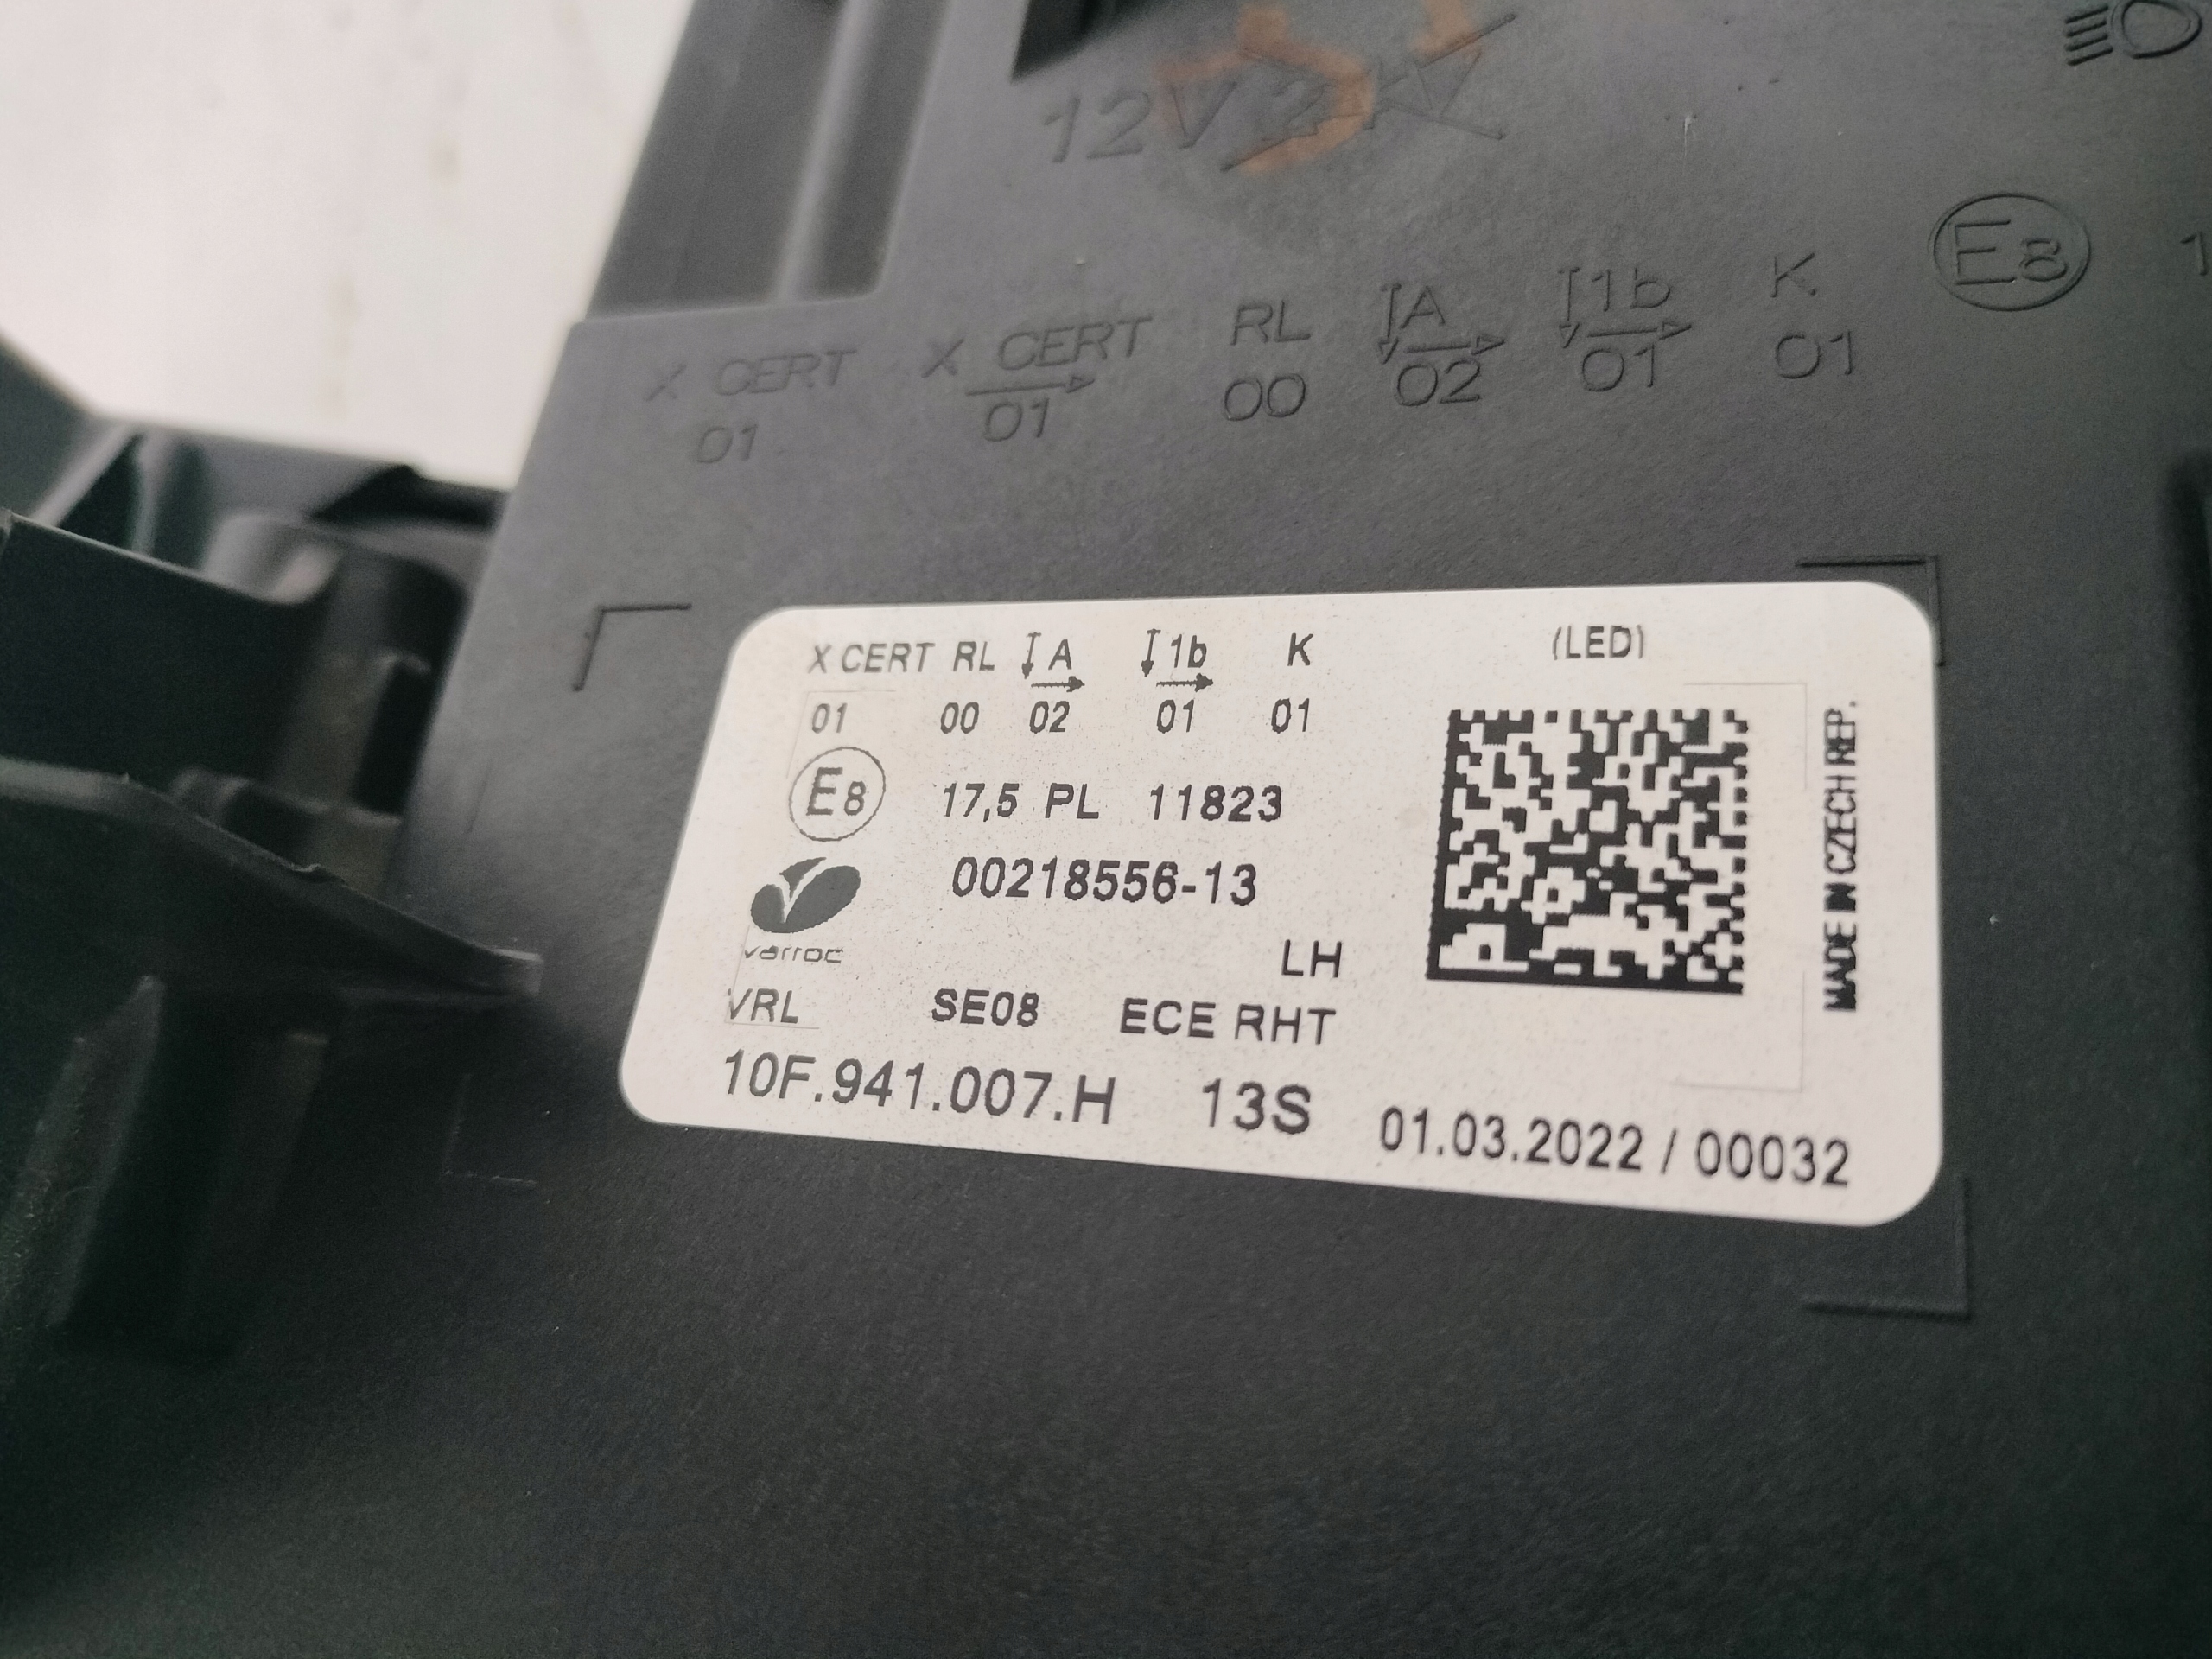 12V
X CERT X CERT RL A 1b K E8 1
01 01 00 02 01 01
X CERT RL A 1b K (LED)
01 00 02 01 01
E8 17,5 PL 11823
00218556-13
varroc
LH
VRL SE08 ECE RHT
10F.941.007.H 13S 01.03.2022 / 00032
MADE IN CZECH REP.